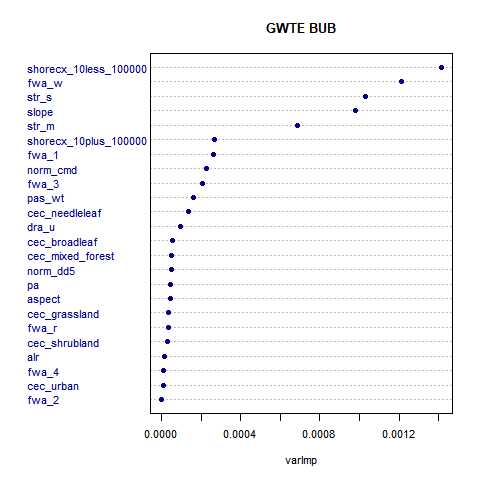 GWTE BUB
shorecx_10less_100000
fwa_w
str_s
slope
str_m
shorecx_10plus_100000
fwa_1
norm_cmd
fwa_3
pas_wt
cec_needleleaf
dra_u
cec_broadleaf
cec_mixed_forest
norm_dd5
pa
aspect
cec_grassland
fwa_r
cec_shrubland
alr
fwa_4
cec_urban
fwa_2
0.0000 0.0004 0.0008 0.0012
varImp